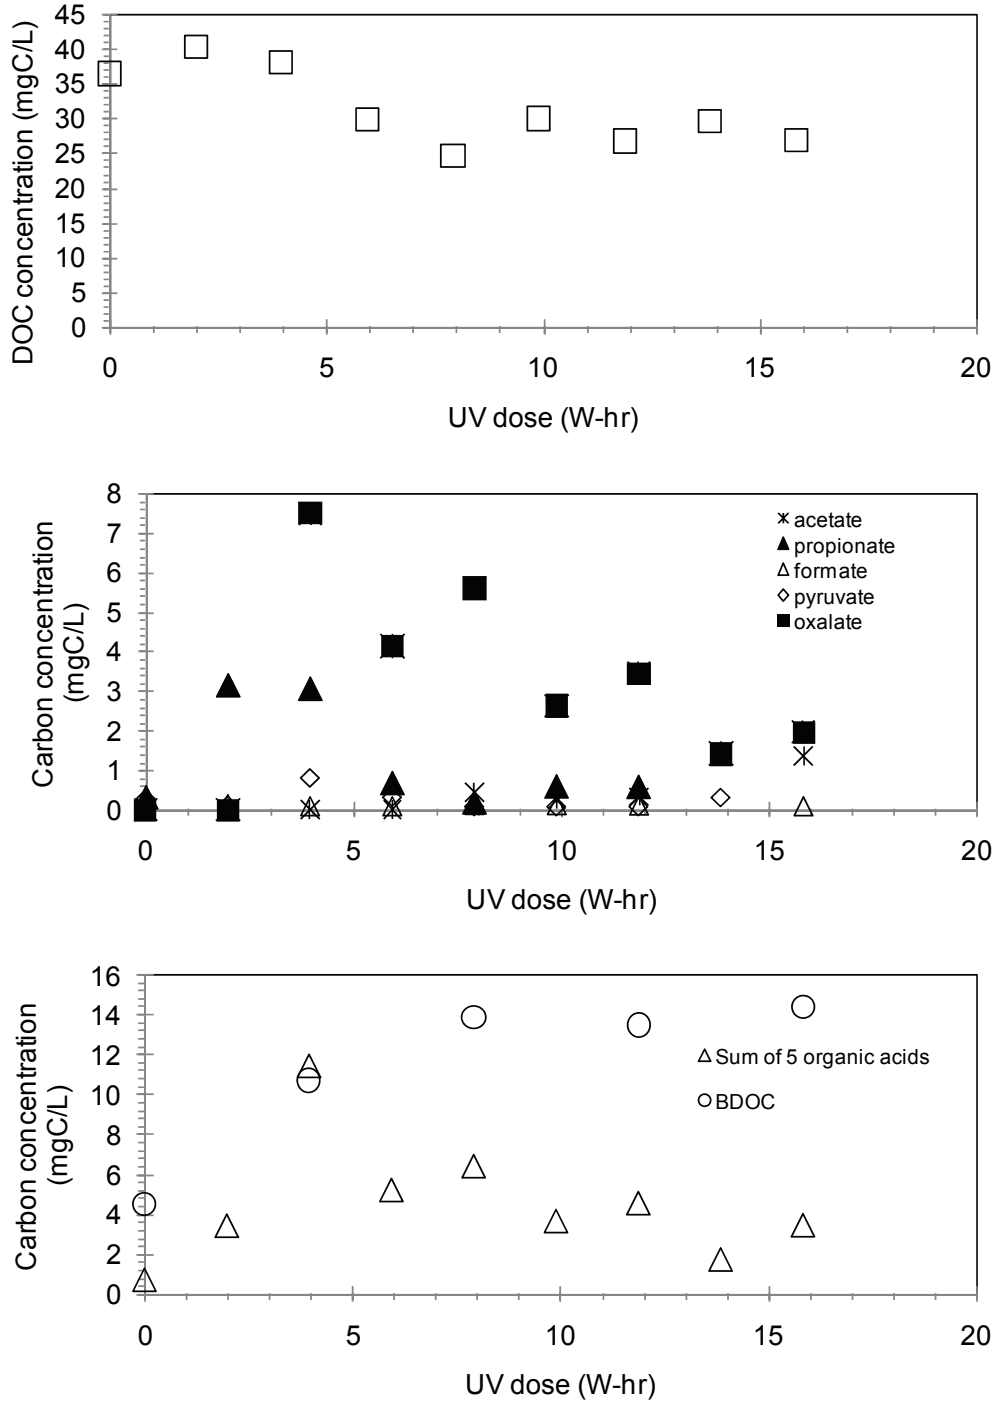 DOC concentration (mgC/L)
45
40
35
30
25
20
15
10
5
0
0 5 10 15 20
UV dose (W-hr)
Carbon concentration
(mgC/L)
8
7
6
5
4
3
2
1
0
acetate
propionate
formate
pyruvate
oxalate
0 5 10 15 20
UV dose (W-hr)
Carbon concentration
(mgC/L)
16
14
12
10
8
6
4
2
0
Sum of 5 organic acids
BDOC
0 5 10 15 20
UV dose (W-hr)